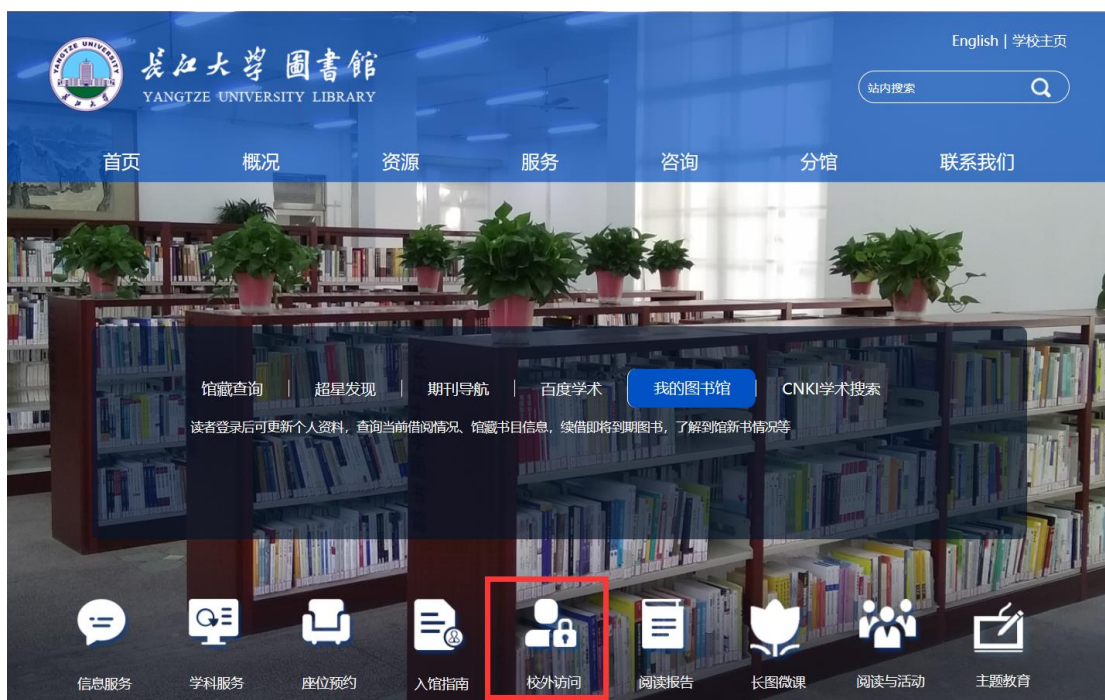 English | 学校主页
長江大学 圖書館
YANGTZE UNIVERSITY LIBRARY
YANGTZE UNIVERSITY
长江大学
站内搜索
首页 概况 资源 服务 咨询 分馆 联系我们
馆藏查询 | 超星发现 | 期刊导航 | 百度学术 | 我的图书馆 | CNKI学术搜索
读者登录后可更新个人资料，查询当前借阅情况、馆藏书目信息，续借即将到期图书，了解到馆新书情况等
信息服务 学科服务 座位预约 入馆指南 校外访问 阅读报告 长图微课 阅读与活动 主题教育